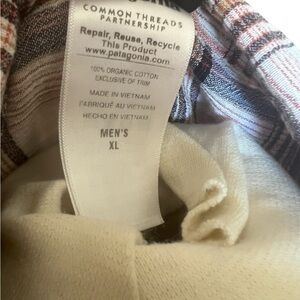 COMMON THREADS
PARTNERSHIP
Repair, Reuse, Recycle
This Product
www.patagonia.com
100% ORGANIC COTTON
EXCLUSIVE OF TRIM
MADE IN VIETNAM
FABRIQUÉ AU VIETNAM
HECHO EN VIETNAM
MEN'S
XL